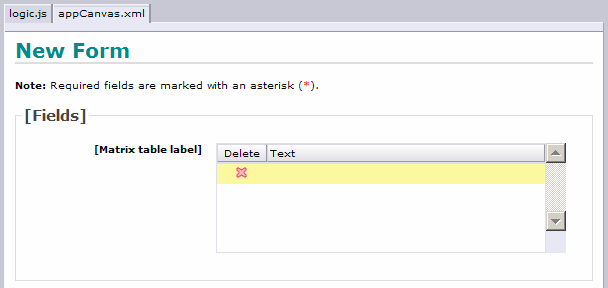 logic.js appCanvas.xml
New Form
Note: Required fields are marked with an asterisk (*).
[Fields]
[Matrix table label] Delete Text